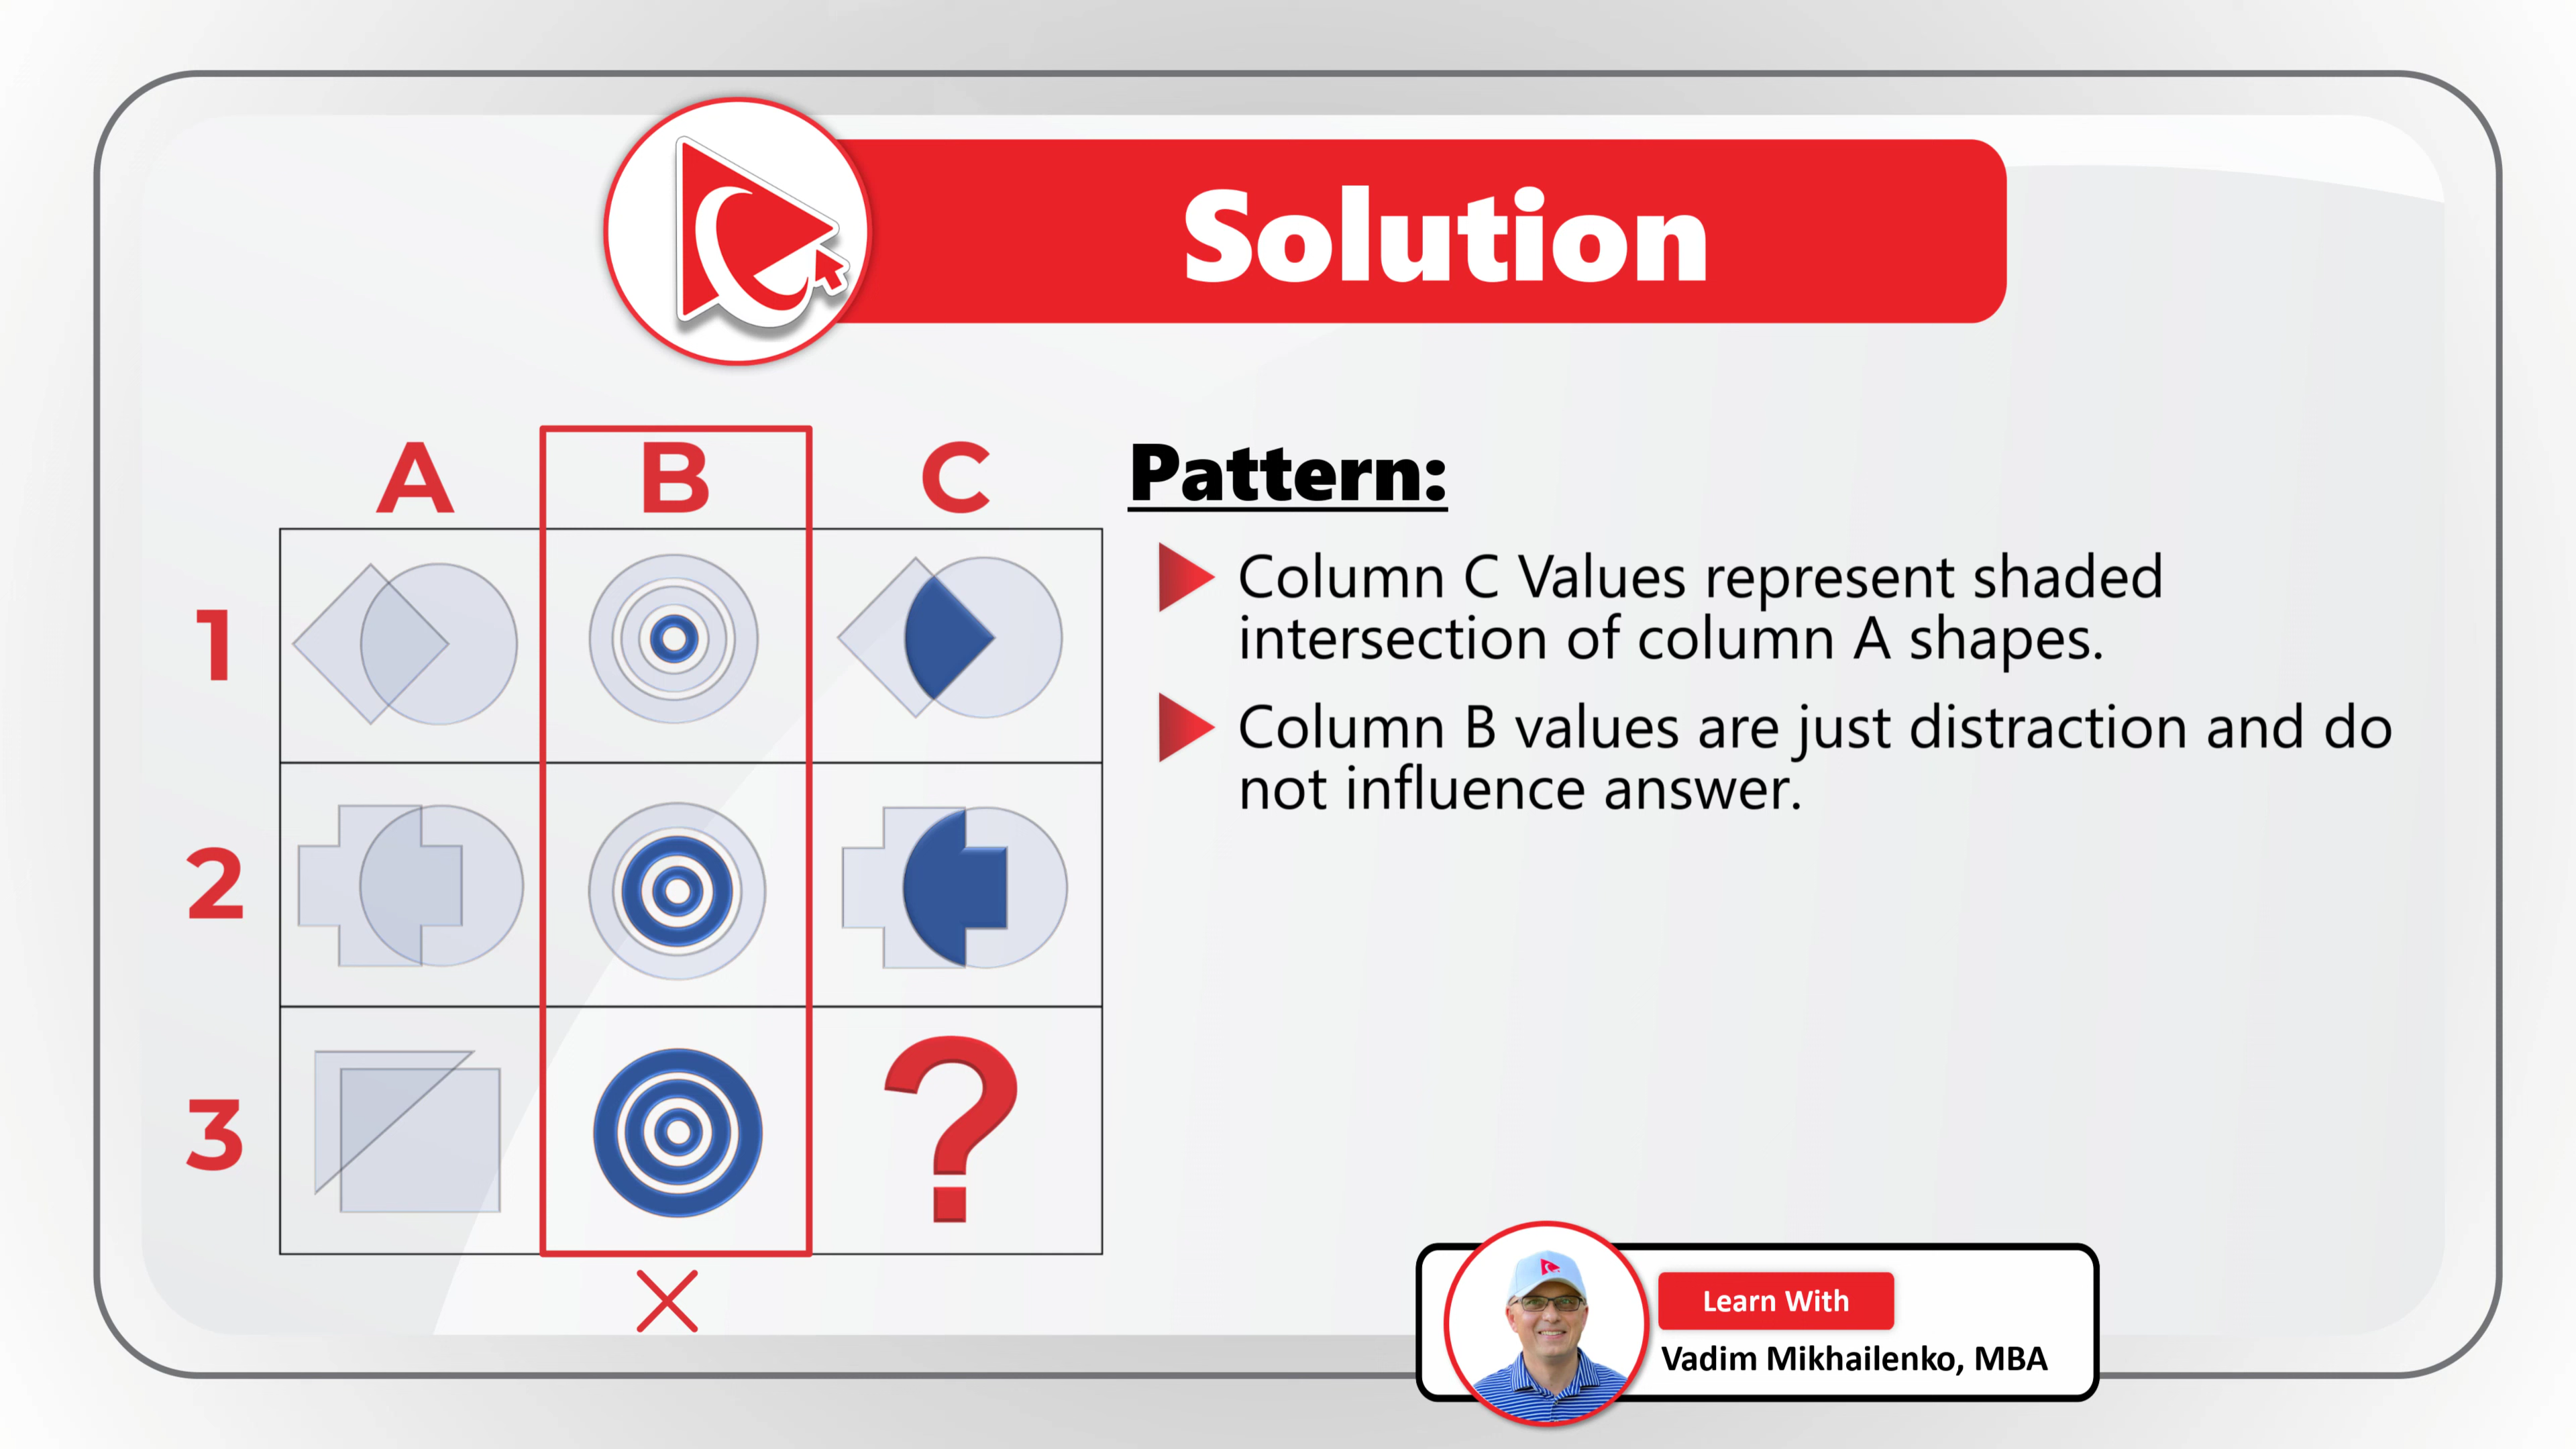 Solution
A B C
1
2
3
?
Pattern:
Column C Values represent shaded
intersection of column A shapes.
Column B values are just distraction and do
not influence answer.
Learn With
Vadim Mikhailenko, MBA